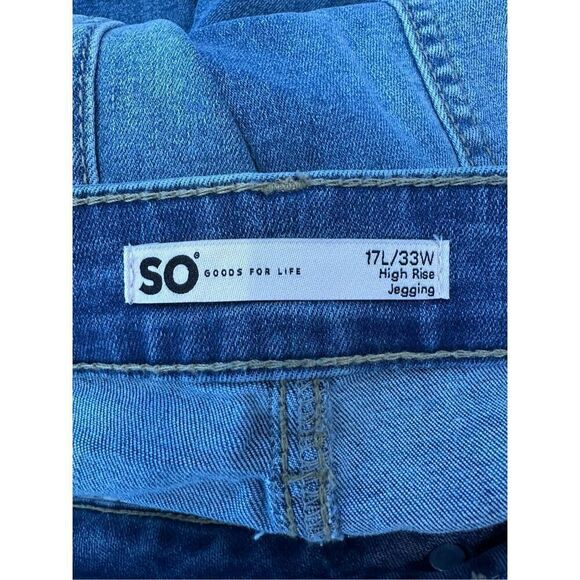 SO
GOODS FOR LIFE
17L/33W
High Rise
Jegging